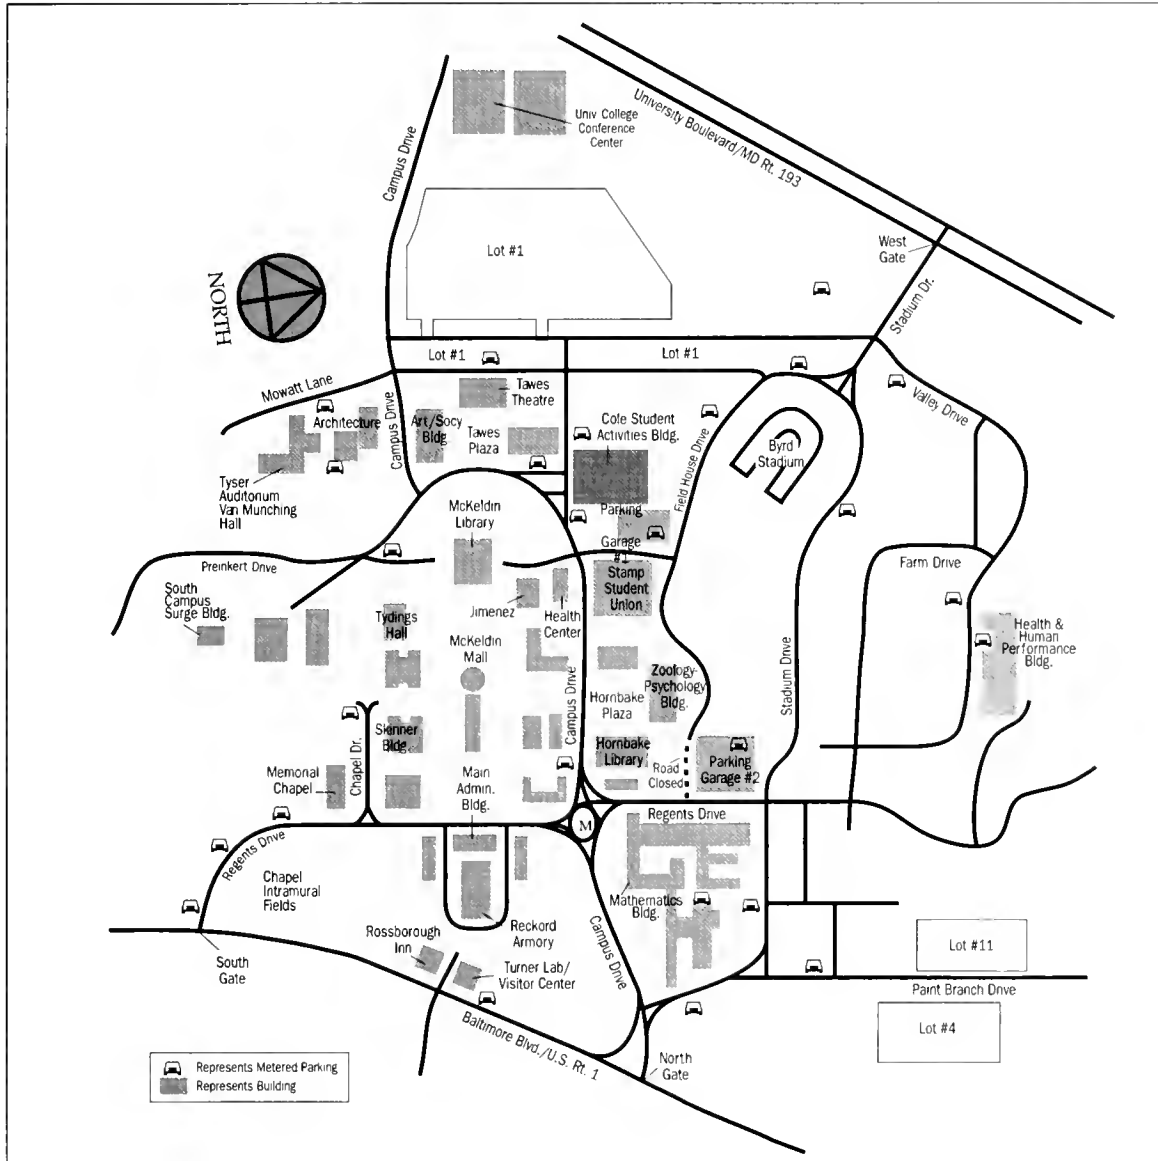 University Boulevard/MD Rt. 193
Univ College
Conference
Center
Campus Drive
Lot #1
West
Gate
Stadium Dr.
NORTH
Lot #1
Lot #1
Mowatt Lane
Tawes
Theatre
Valley Drive
Architecture
Campus Drive
Art/Socy
Bldg
Tawes
Plaza
Cole Student
Activities Bldg.
Field House Drive
Byrd
Stadium
Tyser
Auditorium
Van Munching
Hall
McKeldin
Library
Parking
Garage
#1
Preinkert Drive
Farm Drive
South
Campus
Surge Bldg.
Tydings
Hall
Jimenez
Health
Center
Stamp
Student
Union
Health &
Human
Performance
Bldg.
McKeldin
Mall
Zoology-
Psychology
Bldg.
Hornbake
Plaza
Stadium Drive
Campus Drive
Skinner
Bldg
Hornbake
Library
Road
Closed
Parking
Garage #2
Memorial
Chapel
Chapel Dr.
Main
Admin.
Bldg.
M
Regents Drive
Regents Drive
Chapel
Intramural
Fields
Mathematics
Bldg.
Reckord
Armory
Campus Drive
Rossborough
Inn
South
Gate
Turner Lab/
Visitor Center
Lot #11
Paint Branch Drive
Lot #4
Baltimore Blvd./U.S. Rt. 1
North
Gate
Represents Metered Parking
Represents Building